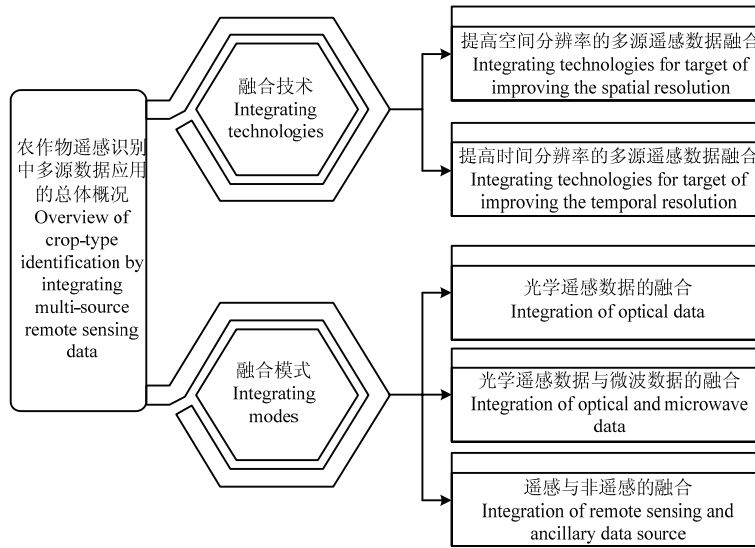 农作物遥感识别
中多源数据应用
的总体概况
Overview of
crop-type
identification by
integrating
multi-source
remote sensing
data
融合技术
Integrating
technologies
提高空间分辨率的多源遥感数据融合
Integrating technologies for target of
improving the spatial resolution
提高时间分辨率的多源遥感数据融合
Integrating technologies for target of
improving the temporal resolution
融合模式
Integrating
modes
光学遥感数据的融合
Integration of optical data
光学遥感数据与微波数据的融合
Integration of optical and microwave
data
遥感与非遥感的融合
Integration of remote sensing and
ancillary data source